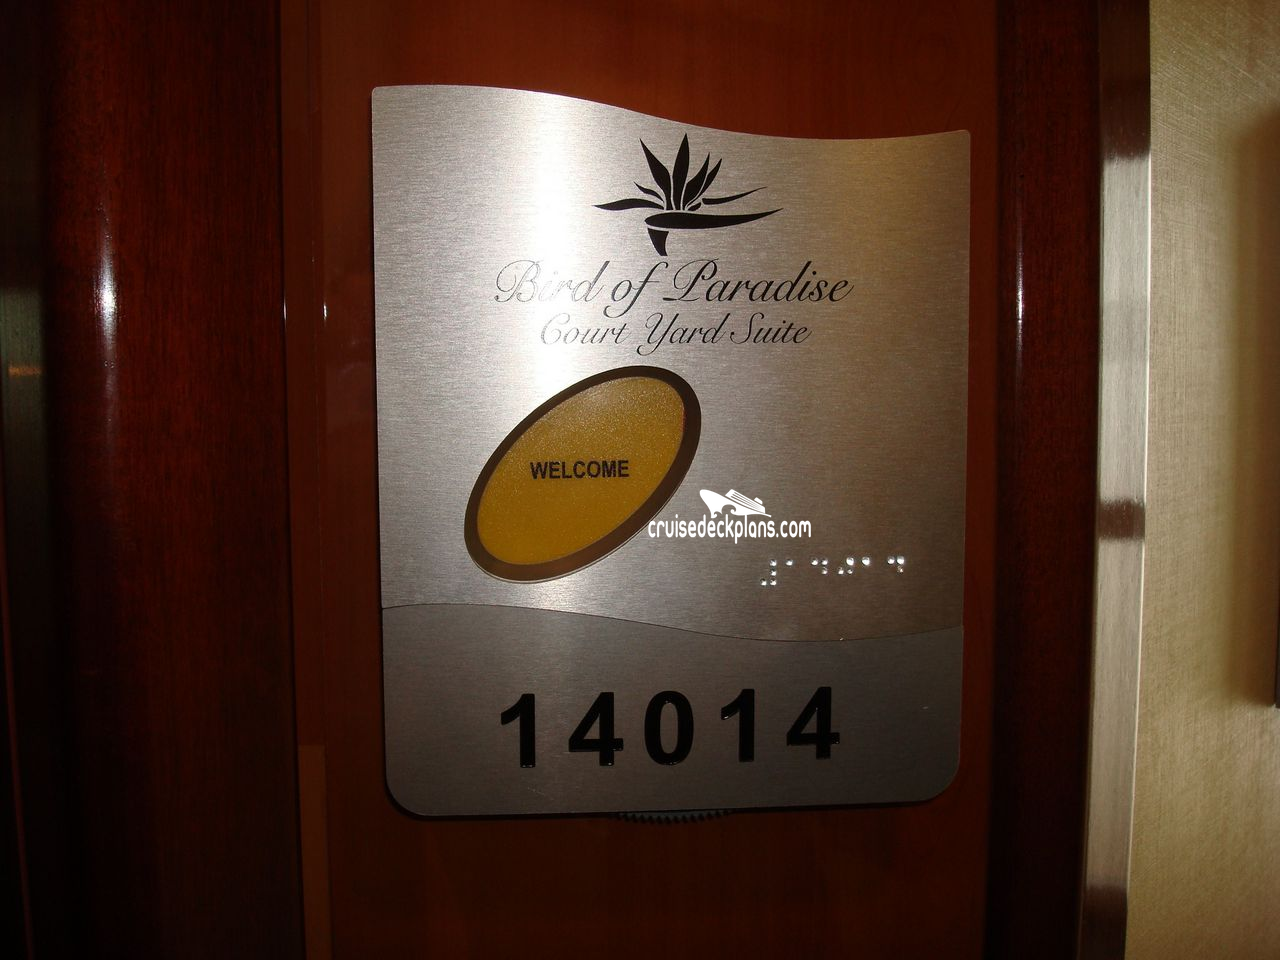 Bird of Paradise
Court Yard Suite
WELCOME
cruisedeckplans.com
⠼⠁⠙⠚⠁⠙
14014